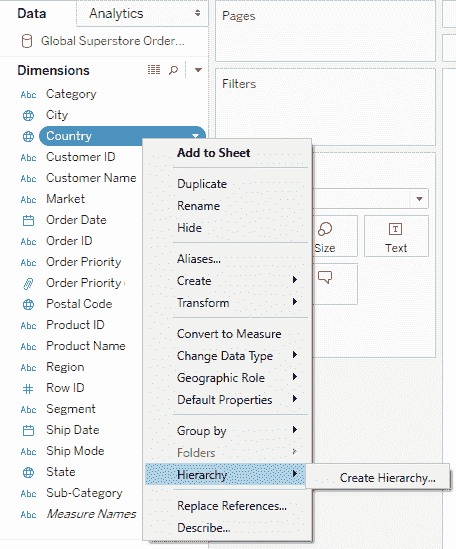 Data
Analytics
Pages
Global Superstore Order...
Dimensions
Filters
Abc Category
City
Country
Abc Customer ID
Abc Customer Name
Abc Market
Order Date
Abc Order ID
Abc Order Priority
Order Priority
Postal Code
Abc Product ID
Abc Product Name
Abc Region
# Row ID
Abc Segment
Ship Date
Abc Ship Mode
State
Abc Sub-Category
Abc Measure Names
Add to Sheet
Duplicate
Rename
Hide
Aliases...
Create
Transform
Convert to Measure
Change Data Type
Geographic Role
Default Properties
Group by
Folders
Hierarchy
Create Hierarchy...
Replace References...
Describe...
Size
T
Text